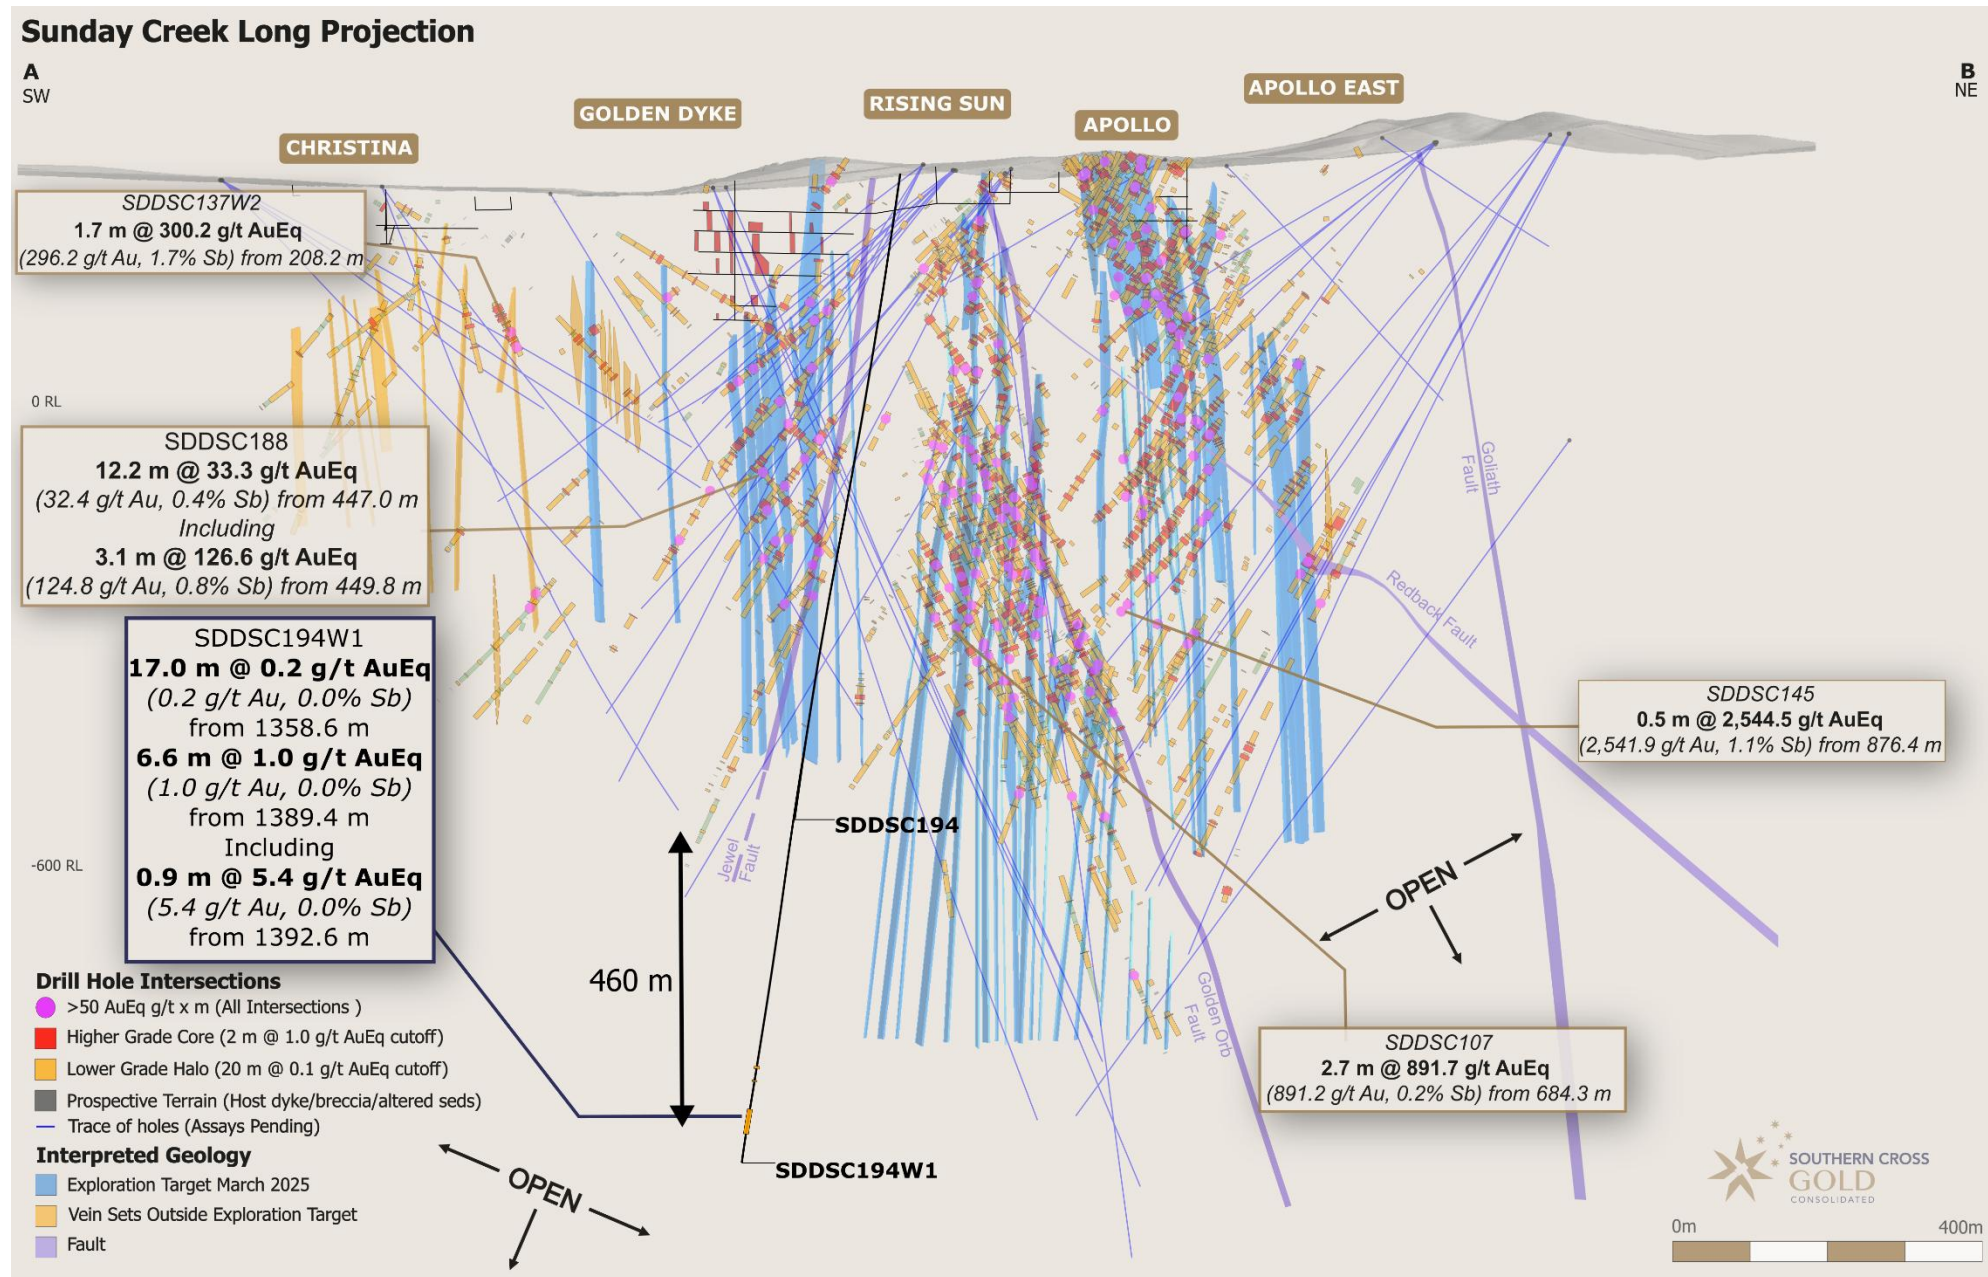 Sunday Creek Long Projection
A
SW
B
NE
CHRISTINA
GOLDEN DYKE
RISING SUN
APOLLO
APOLLO EAST
SDDSC137W2
1.7 m @ 300.2 g/t AuEq
(296.2 g/t Au, 1.7% Sb) from 208.2 m
0 RL
SDDSC188
12.2 m @ 33.3 g/t AuEq
(32.4 g/t Au, 0.4% Sb) from 447.0 m
Including
3.1 m @ 126.6 g/t AuEq
(124.8 g/t Au, 0.8% Sb) from 449.8 m
Goliath
Fault
Redback Fault
SDDSC194W1
17.0 m @ 0.2 g/t AuEq
(0.2 g/t Au, 0.0% Sb)
from 1358.6 m
6.6 m @ 1.0 g/t AuEq
(1.0 g/t Au, 0.0% Sb)
from 1389.4 m
Including
0.9 m @ 5.4 g/t AuEq
(5.4 g/t Au, 0.0% Sb)
from 1392.6 m
SDDSC145
0.5 m @ 2,544.5 g/t AuEq
(2,541.9 g/t Au, 1.1% Sb) from 876.4 m
SDDSC194
Jewel
Fault
-600 RL
OPEN
460 m
Golden Orb
Fault
SDDSC107
2.7 m @ 891.7 g/t AuEq
(891.2 g/t Au, 0.2% Sb) from 684.3 m
SDDSC194W1
OPEN
Drill Hole Intersections
>50 AuEq g/t x m (All Intersections )
Higher Grade Core (2 m @ 1.0 g/t AuEq cutoff)
Lower Grade Halo (20 m @ 0.1 g/t AuEq cutoff)
Prospective Terrain (Host dyke/breccia/altered seds)
Trace of holes (Assays Pending)
Interpreted Geology
Exploration Target March 2025
Vein Sets Outside Exploration Target
Fault
SOUTHERN CROSS
GOLD
CONSOLIDATED
0m
400m